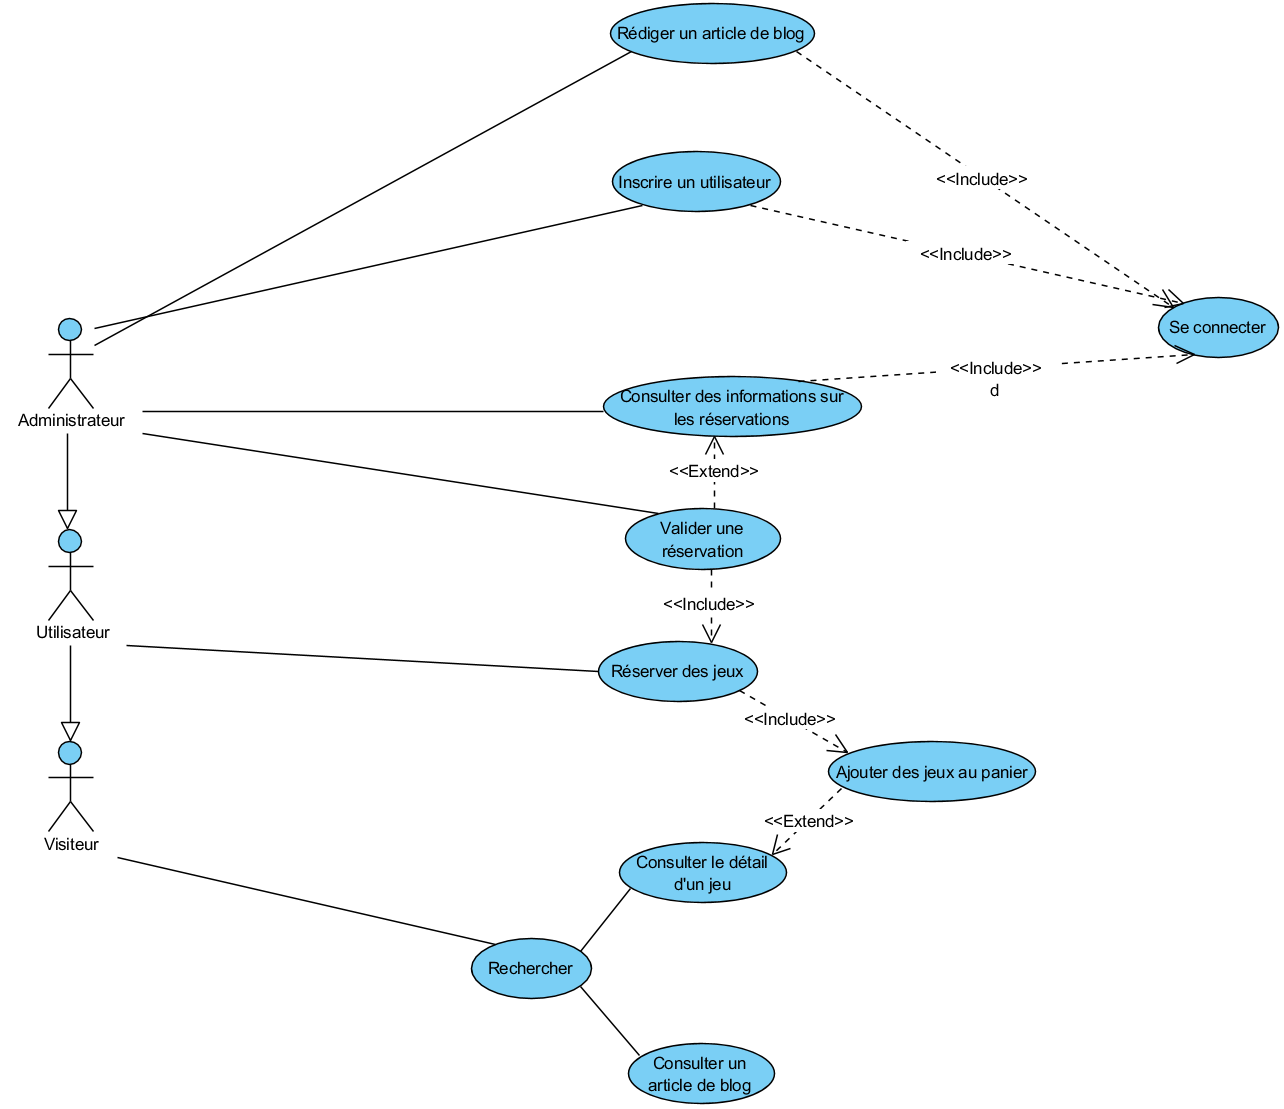 Rédiger un article de blog
<<Include>>
Inscrire un utilisateur
<<Include>>
Se connecter
<<Include>>
d
Administrateur
Consulter des informations sur
les réservations
<<Extend>>
Valider une
réservation
<<Include>>
Utilisateur
Réserver des jeux
<<Include>>
Ajouter des jeux au panier
<<Extend>>
Visiteur
Consulter le détail
d'un jeu
Rechercher
Consulter un
article de blog